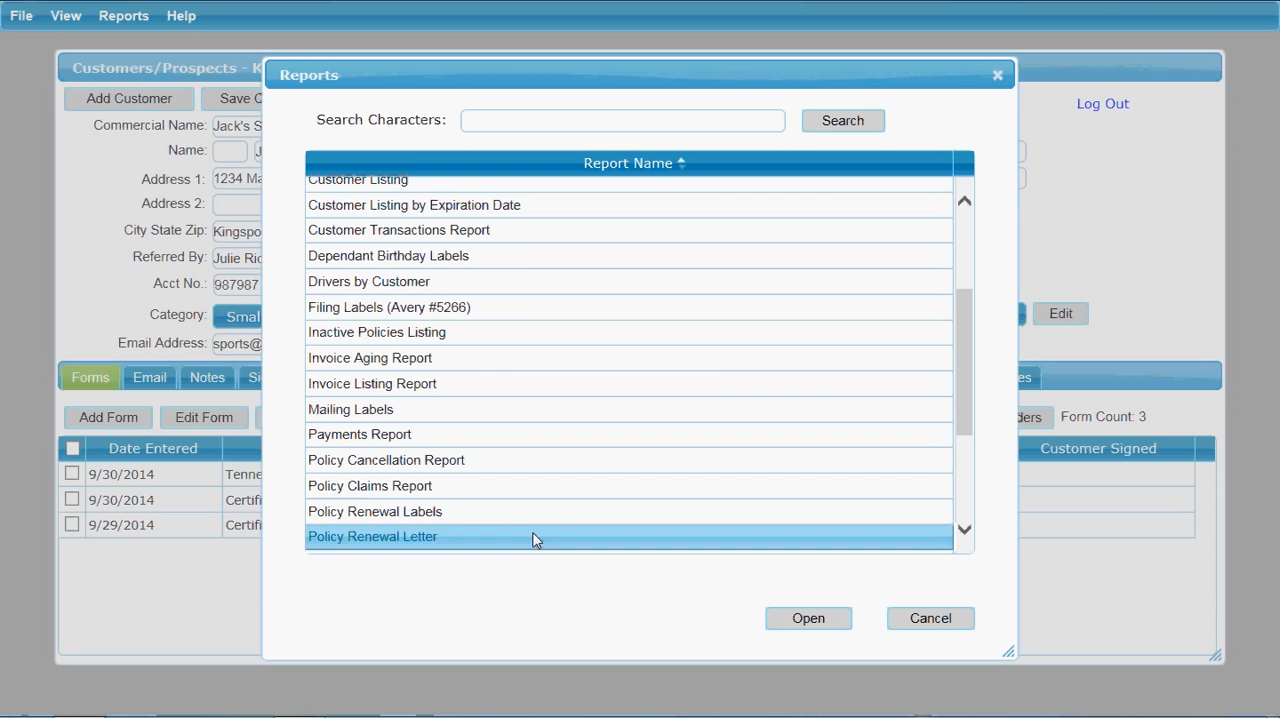 File View Reports Help
Customers/Prospects - K
Reports
Log Out
Add Customer
Save C
Search Characters:
Search
Commercial Name: Jack's S
Name: J
Address 1: 1234 Ma
Address 2:
City State Zip: Kingspo
Referred By: Julie Ric
Acct No.: 987987
Category: Smal
Edit
Email Address: sports@
Report Name
Customer Listing
Customer Listing by Expiration Date
Customer Transactions Report
Dependant Birthday Labels
Drivers by Customer
Filing Labels (Avery #5266)
Inactive Policies Listing
Invoice Aging Report
Invoice Listing Report
Mailing Labels
Payments Report
Policy Cancellation Report
Policy Claims Report
Policy Renewal Labels
Policy Renewal Letter
Open
Cancel
Forms Email Notes Si es
Add Form Edit Form ders Form Count: 3
Date Entered Customer Signed
9/30/2014 Tenne
9/30/2014 Certifi
9/29/2014 Certifi